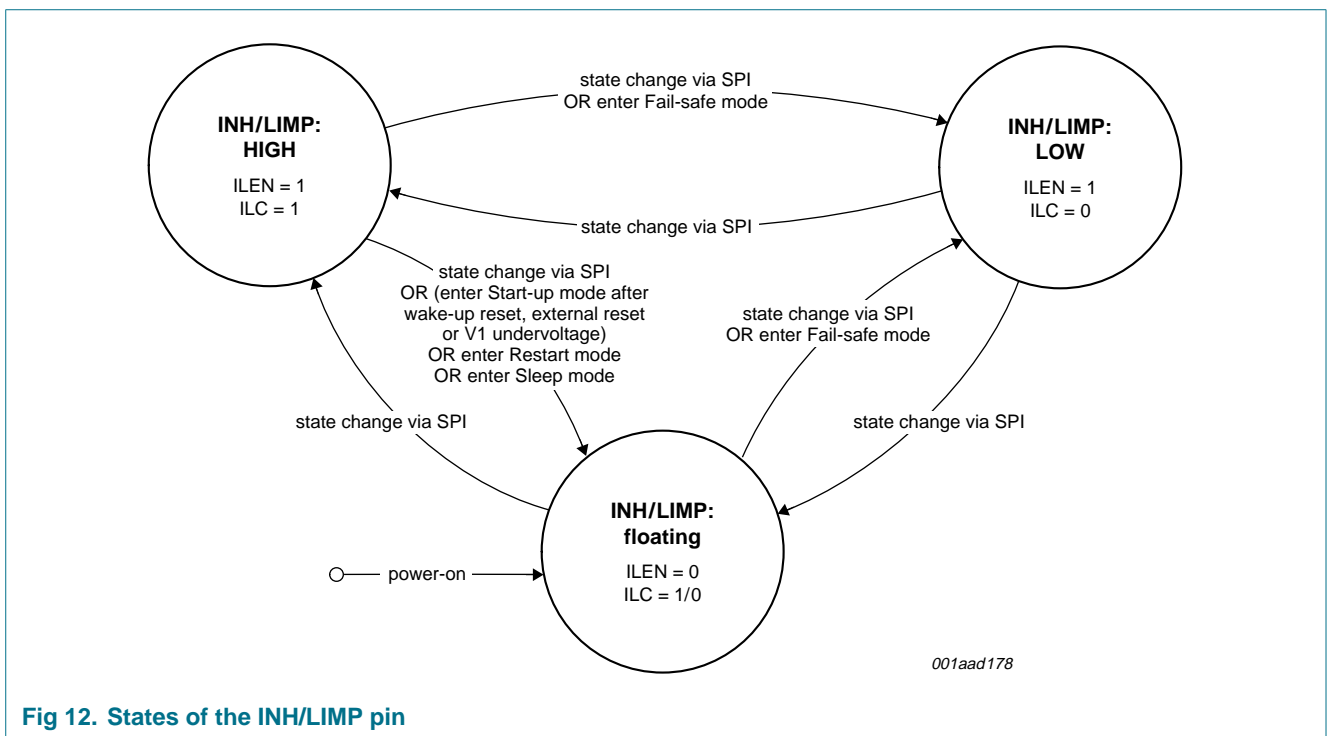 state change via SPI
OR enter Fail-safe mode
INH/LIMP:
HIGH
ILEN = 1
ILC = 1
INH/LIMP:
LOW
ILEN = 1
ILC = 0
state change via SPI
state change via SPI
OR (enter Start-up mode after
wake-up reset, external reset
or V1 undervoltage)
OR enter Restart mode
OR enter Sleep mode
state change via SPI
OR enter Fail-safe mode
state change via SPI
state change via SPI
INH/LIMP:
floating
ILEN = 0
ILC = 1/0
power-on
001aad178
Fig 12. States of the INH/LIMP pin